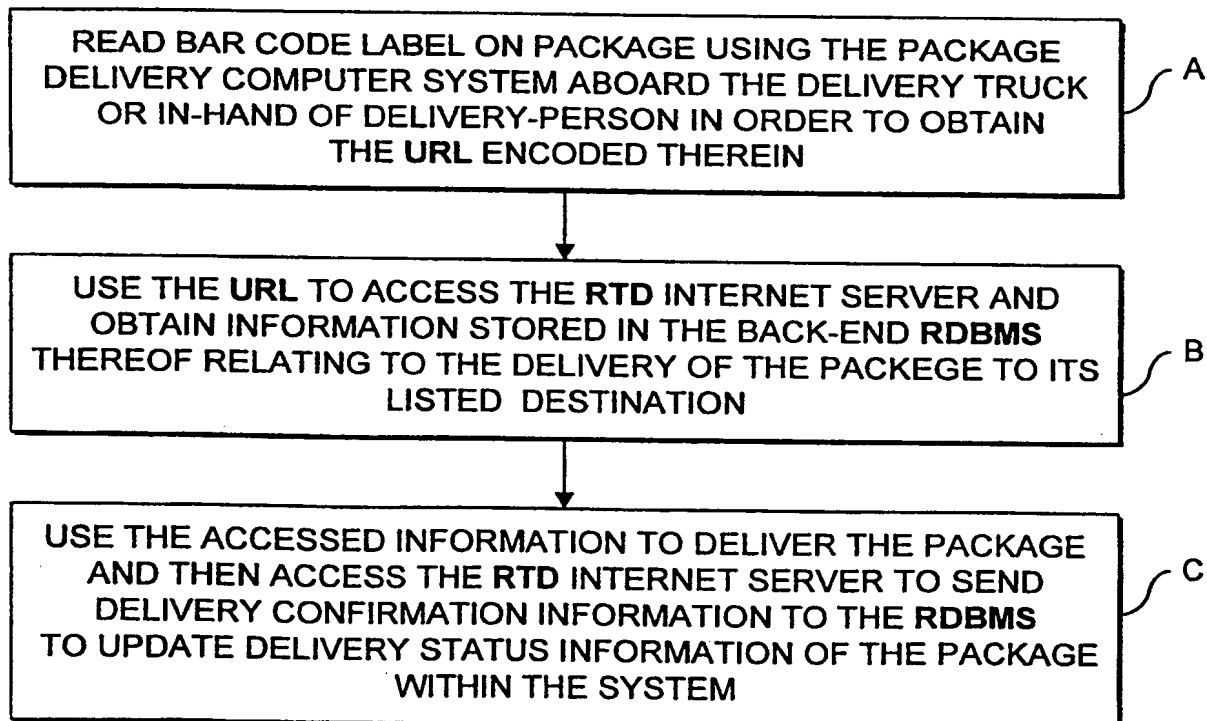 READ BAR CODE LABEL ON PACKAGE USING THE PACKAGE
DELIVERY COMPUTER SYSTEM ABOARD THE DELIVERY TRUCK
OR IN-HAND OF DELIVERY-PERSON IN ORDER TO OBTAIN
THE URL ENCODED THEREIN
A
USE THE URL TO ACCESS THE RTD INTERNET SERVER AND
OBTAIN INFORMATION STORED IN THE BACK-END RDBMS
THEREOF RELATING TO THE DELIVERY OF THE PACKEGE TO ITS
LISTED DESTINATION
B
USE THE ACCESSED INFORMATION TO DELIVER THE PACKAGE
AND THEN ACCESS THE RTD INTERNET SERVER TO SEND
DELIVERY CONFIRMATION INFORMATION TO THE RDBMS
TO UPDATE DELIVERY STATUS INFORMATION OF THE PACKAGE
WITHIN THE SYSTEM
C